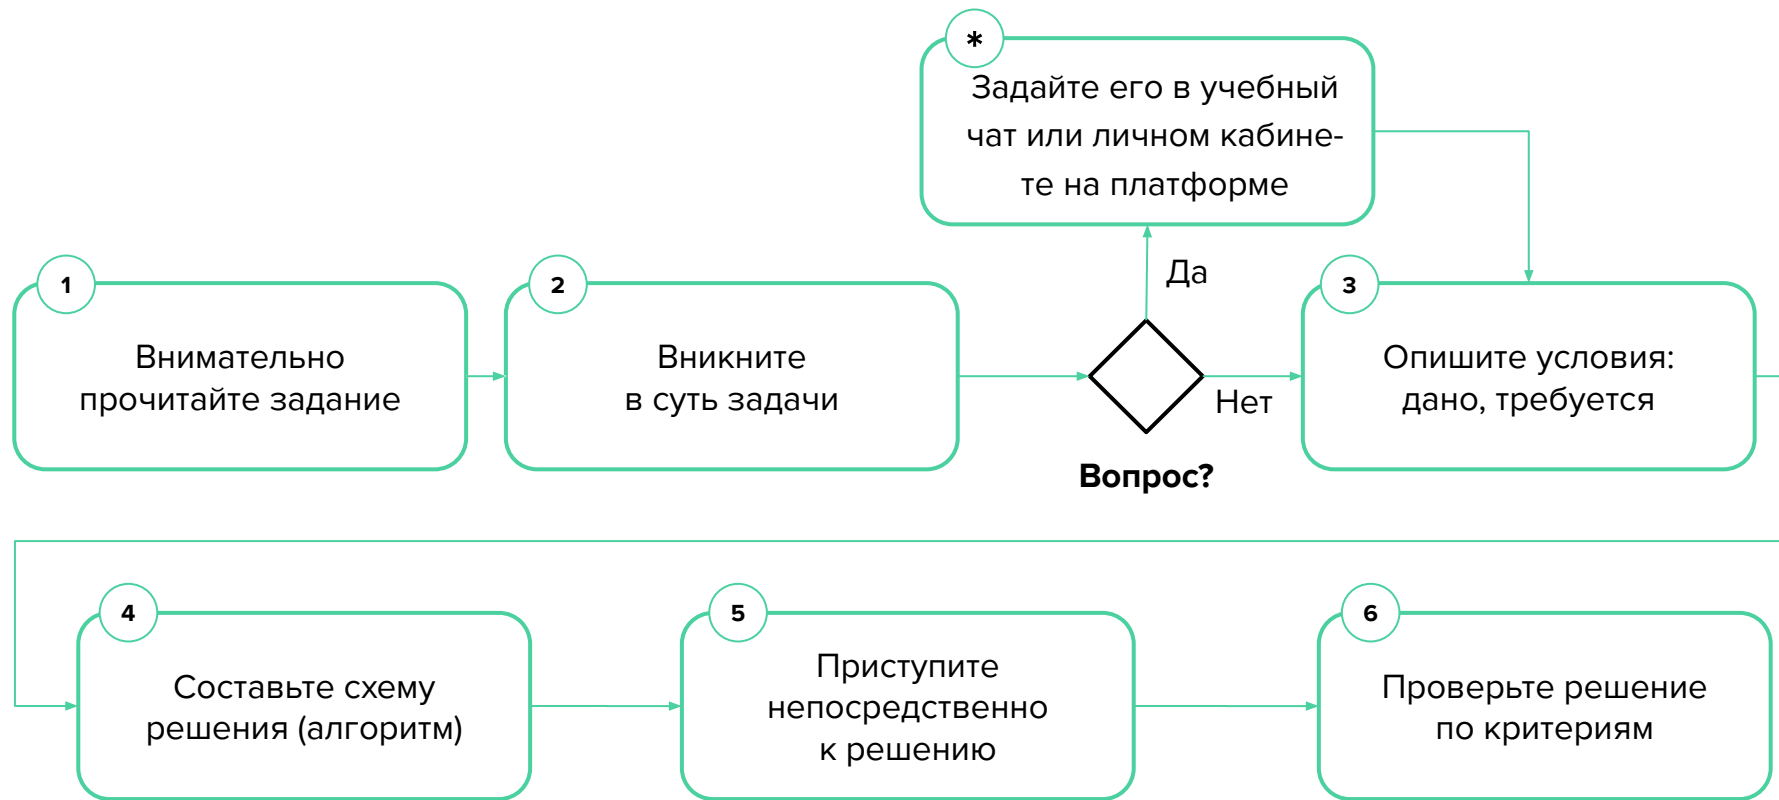 *
Задайте его в учебный
чат или личном кабине-
те на платформе
Да
1
Внимательно
прочитайте задание
2
Вникните
в суть задачи
Вопрос?
Нет
3
Опишите условия:
дано, требуется
4
Составьте схему
решения (алгоритм)
5
Приступите
непосредственно
к решению
6
Проверьте решение
по критериям